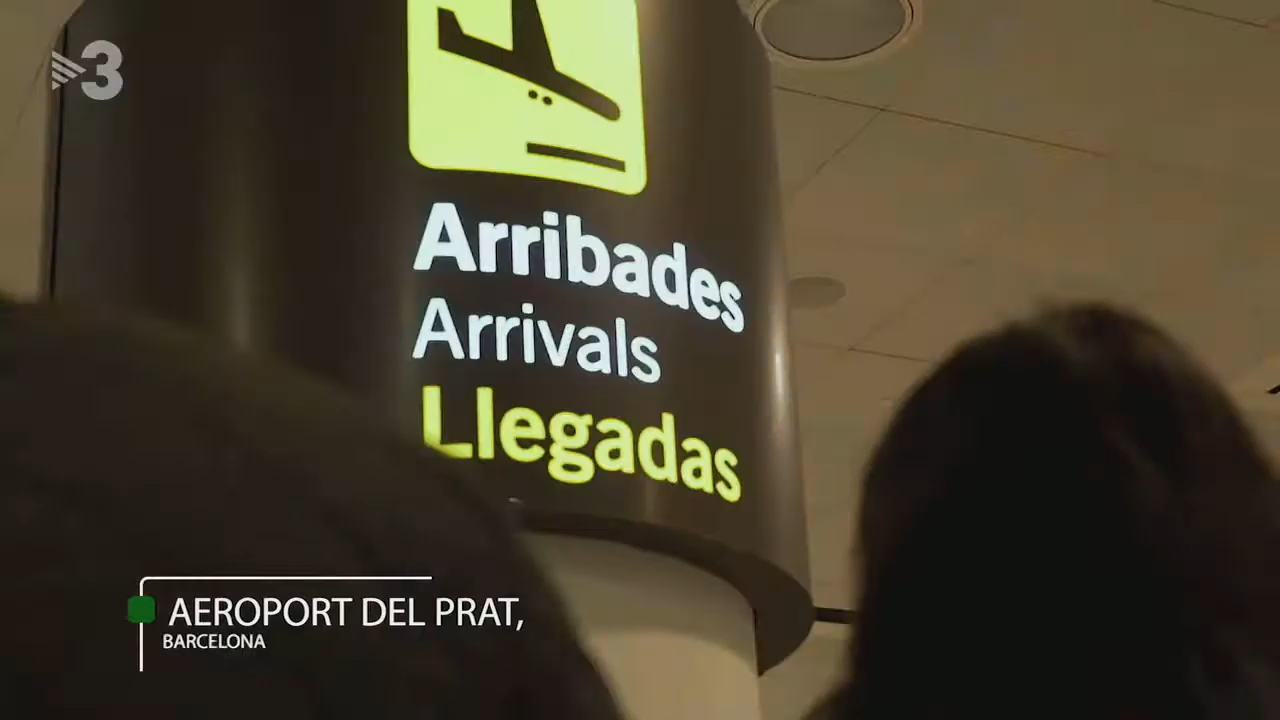 3
Arribades
Arrivals
Llegadas
AEROPORT DEL PRAT,
BARCELONA